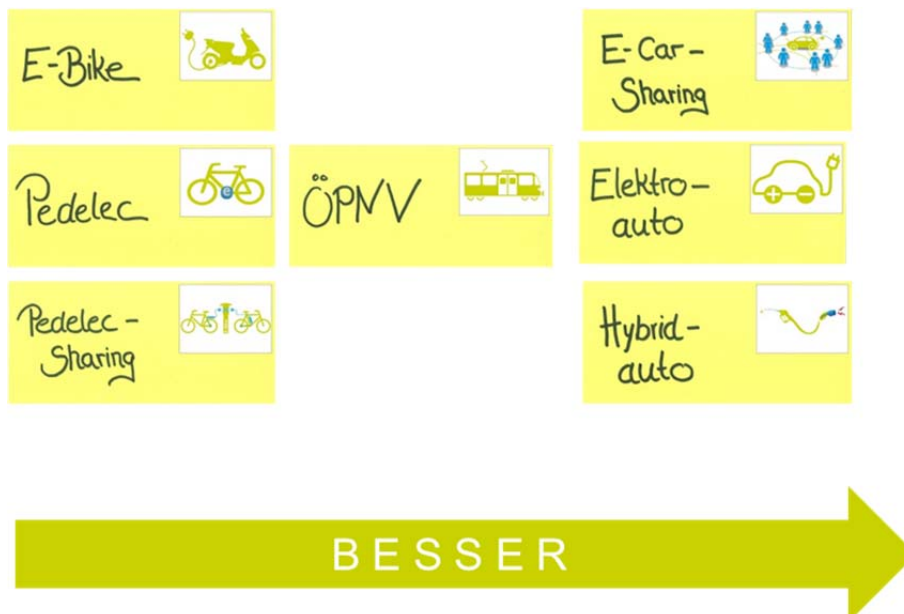 E-Bike
Pedelec
Pedelec-
Sharing
ÖPNV
E-Car-
Sharing
Elektro-
auto
Hybrid-
auto
BESSER